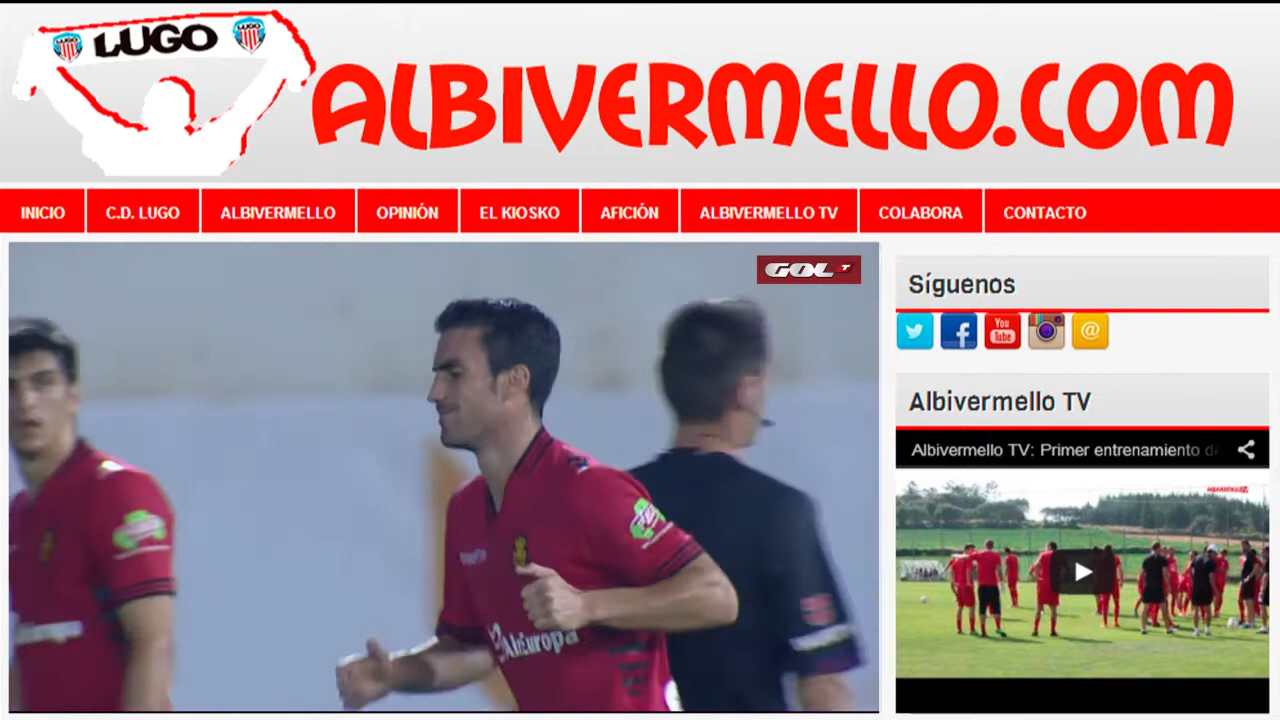 LUGO
ALBIVERMELLO.COM
INICIO
C.D. LUGO
ALBIVERMELLO
OPINIÓN
EL KIOSKO
AFICIÓN
ALBIVERMELLO TV
COLABORA
CONTACTO
GOL T
Síguenos
You Tube
@
Albivermello TV
Albivermello TV: Primer entrenamiento de
AirEuropa